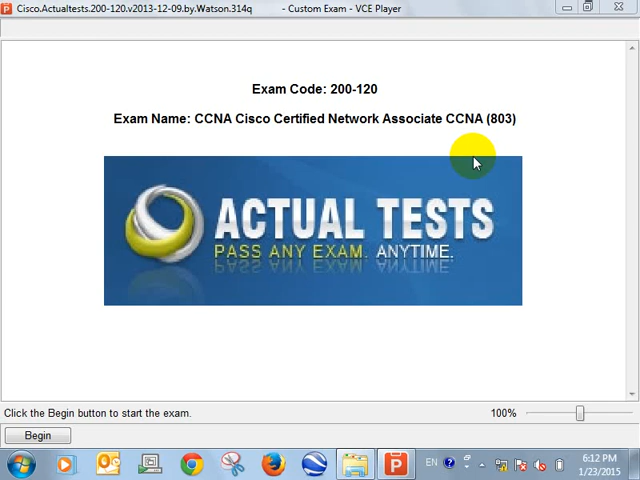 Cisco.Actualtests.200-120.v2013-12-09.by.Watson.314q - Custom Exam - VCE Player
Exam Code: 200-120
Exam Name: CCNA Cisco Certified Network Associate CCNA (803)
ACTUAL TESTS
PASS ANY EXAM. ANYTIME.
Click the Begin button to start the exam. 100%
Begin
EN 6:12 PM
1/23/2015